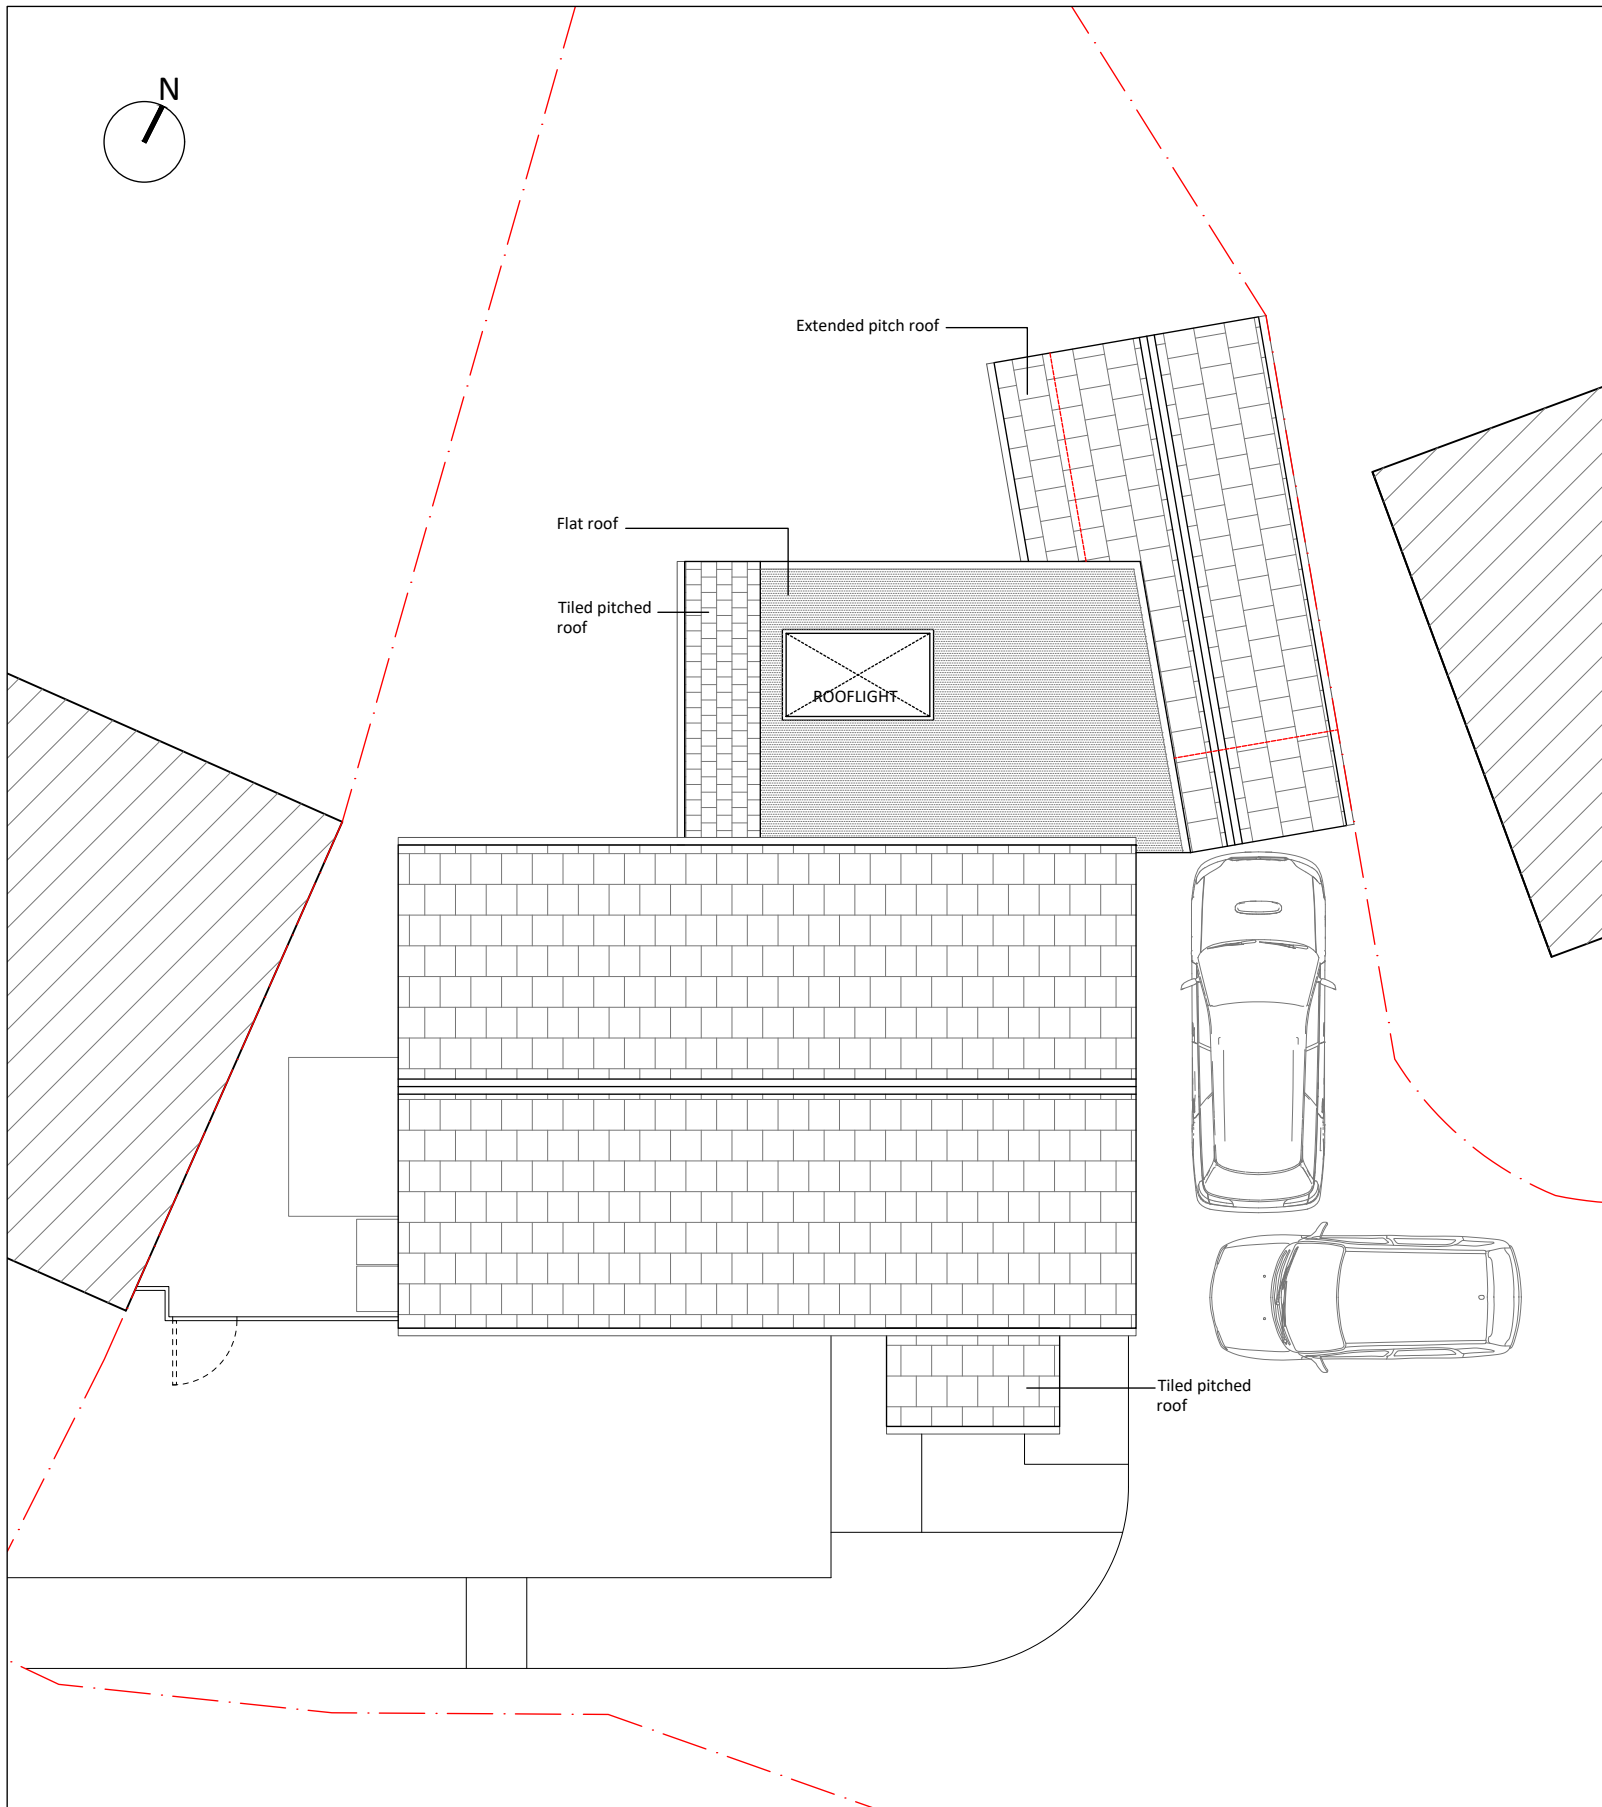 N
Extended pitch roof
Flat roof
Tiled pitched
roof
ROOFLIGHT
Tiled pitched
roof